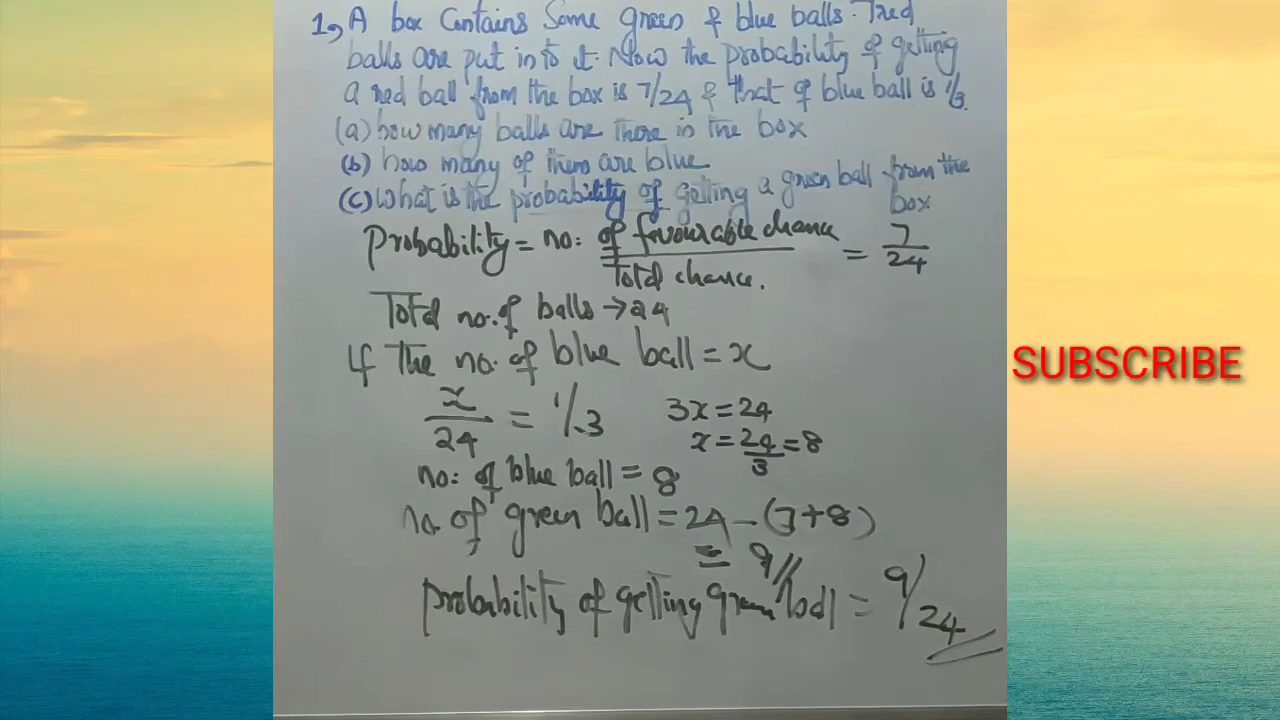 1, A box Contains Some green & blue balls. 7 red
balls are put in to it. Now the probability of getting
a red ball from the box is 7/24 & that of blue ball is 1/3.
(a) how many balls are there in the box
(b) how many of them are blue
(c) What is the probability of getting a green ball from the
box
Probability = no: of favourable chance / Total chance. = 7/24
Total no. of balls → 24
If the no. of blue ball = x
x/24 = 1/3 3x = 24
x = 24/3 = 8
no: of blue ball = 8
no of green ball = 24 - (7+8)
= 9//
Probability of getting green ball = 9/24
SUBSCRIBE